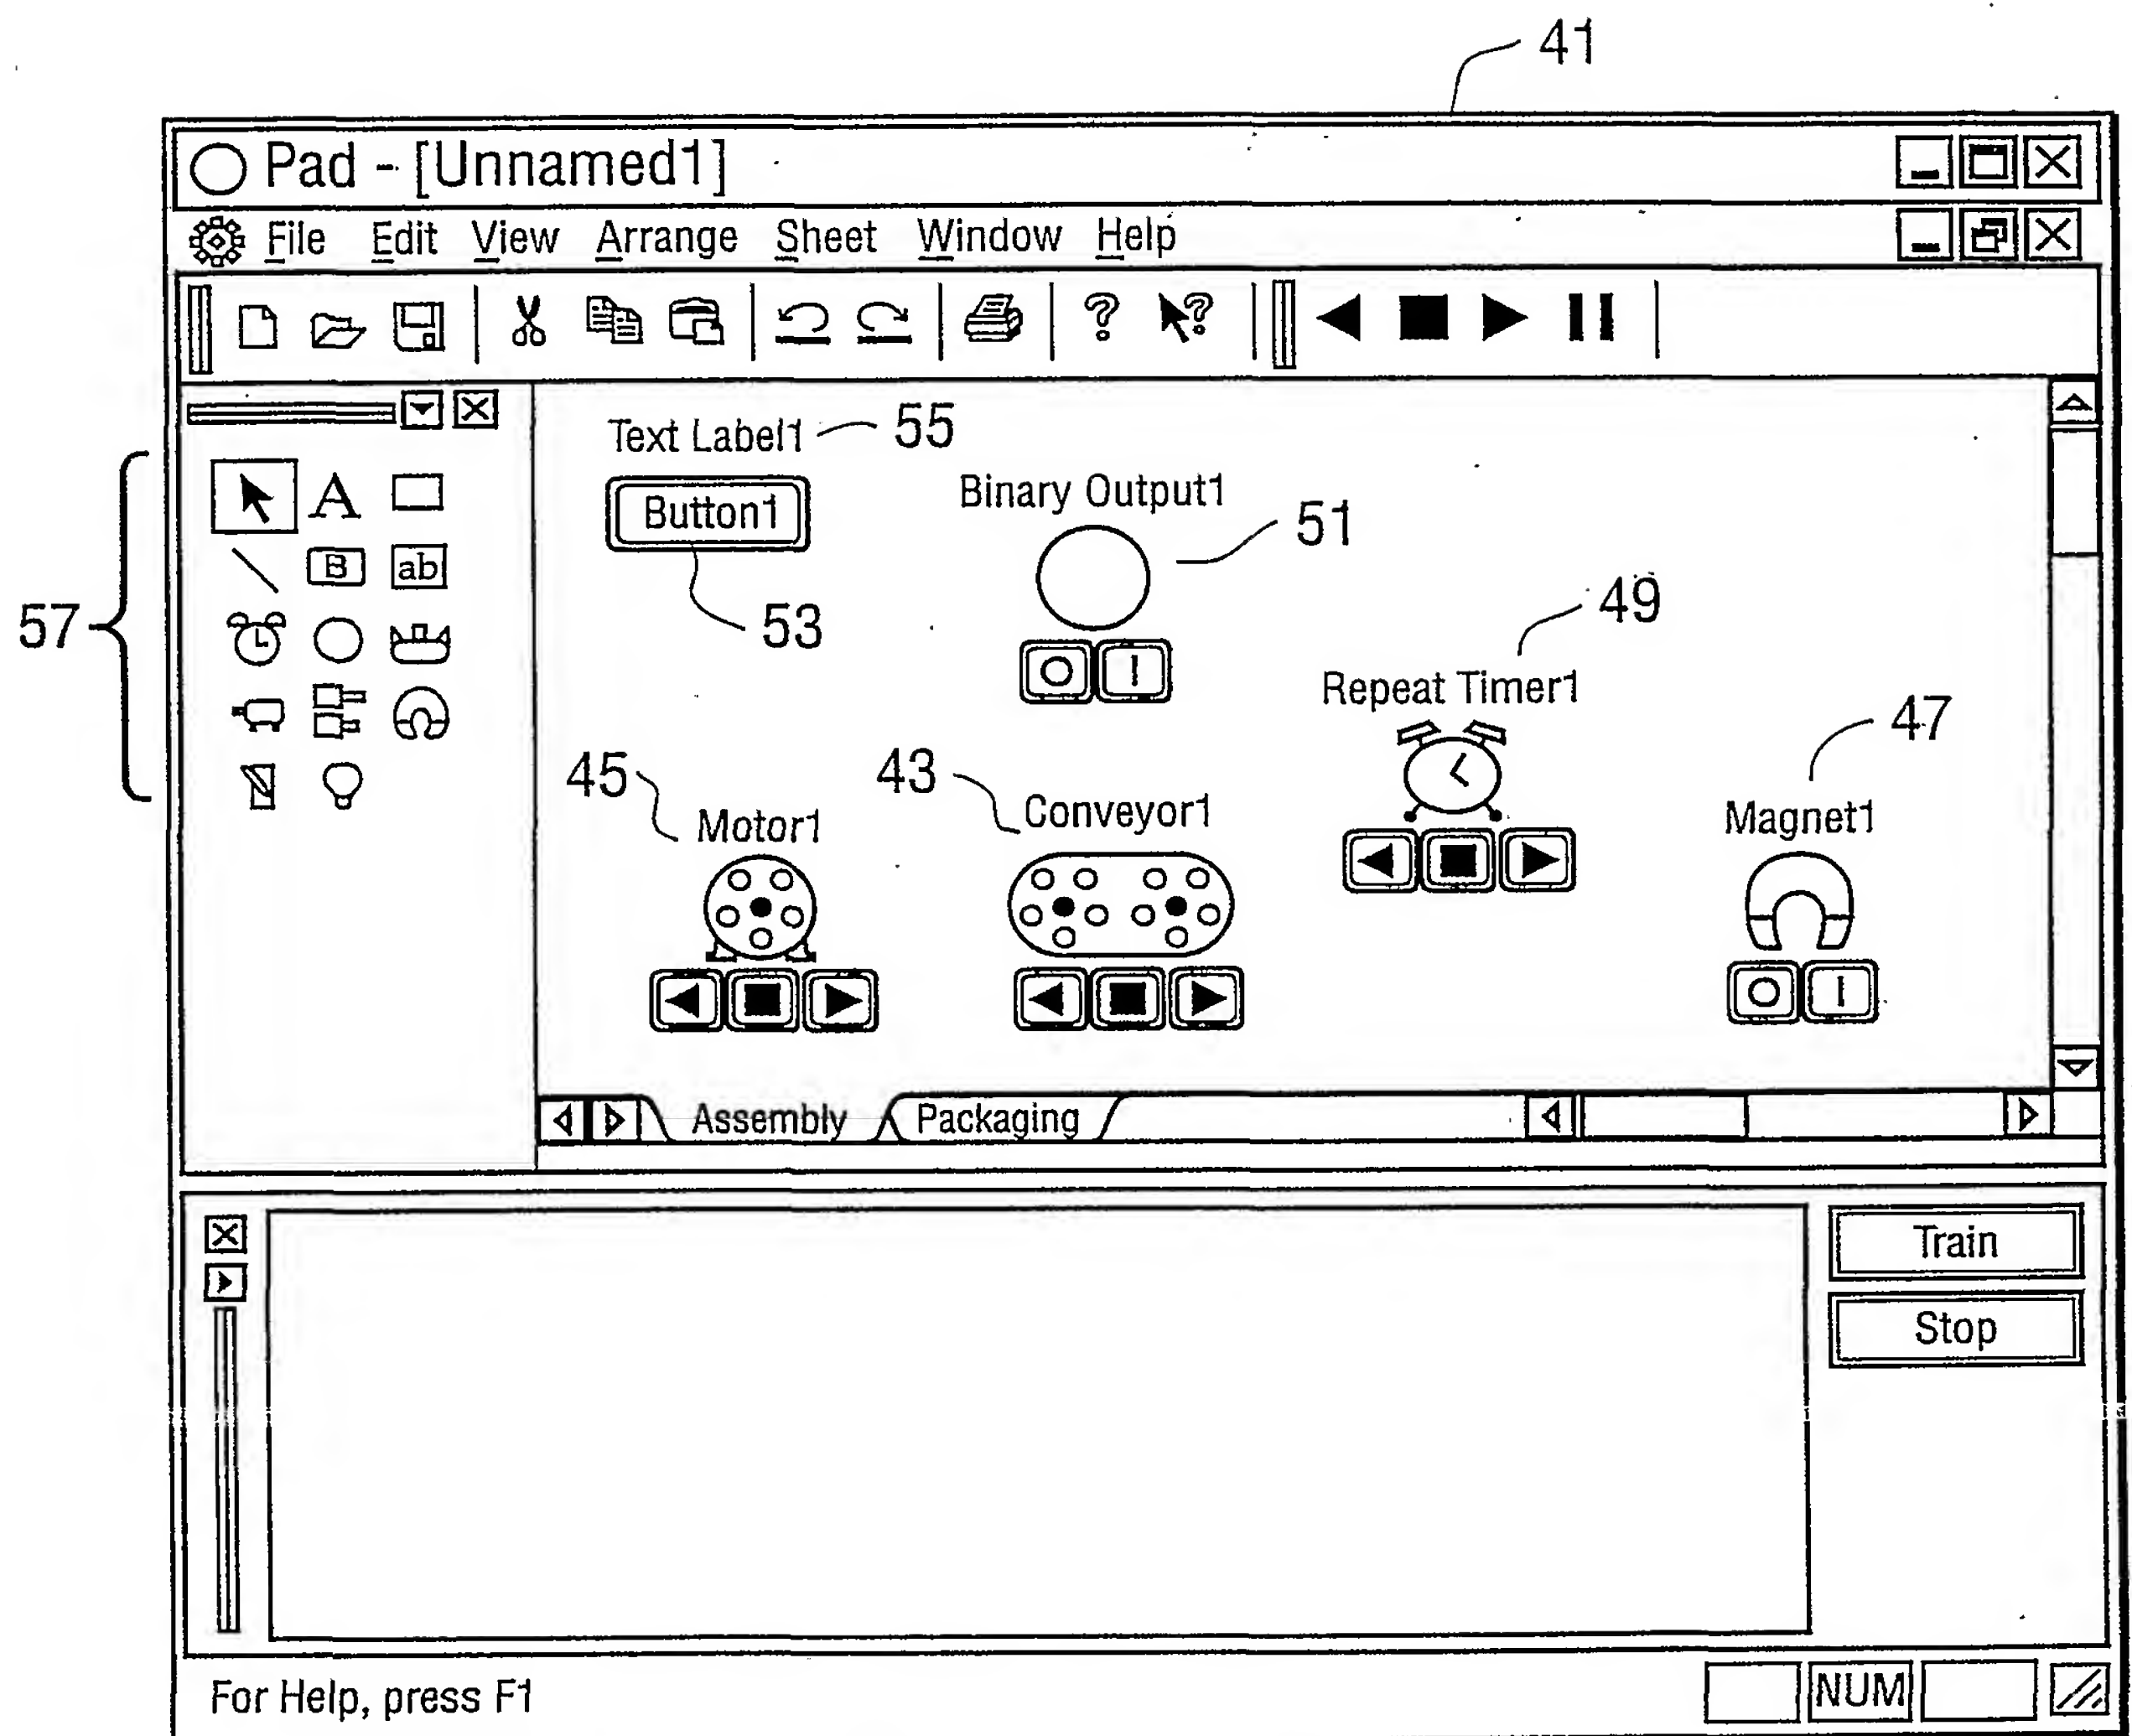 41
Pad - [Unnamed1]
File Edit View Arrange Sheet Window Help
Text Label1 55
Button1
53
Binary Output1
51
57
A
B ab
O I
49
Repeat Timer1
47
45
43
Motor1
Conveyor1
Magnet1
O I
Assembly Packaging
Train
Stop
For Help, press F1
NUM